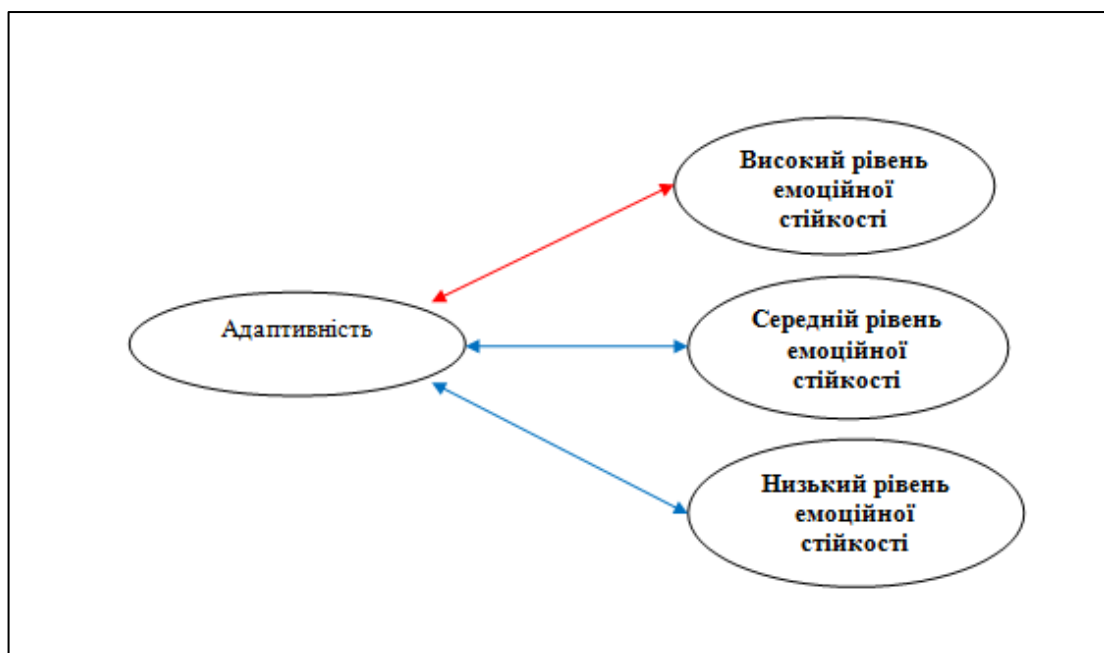 Високий рівень
емоційної
стійкості
Адаптивність
Середній рівень
емоційної
стійкості
Низький рівень
емоційної
стійкості